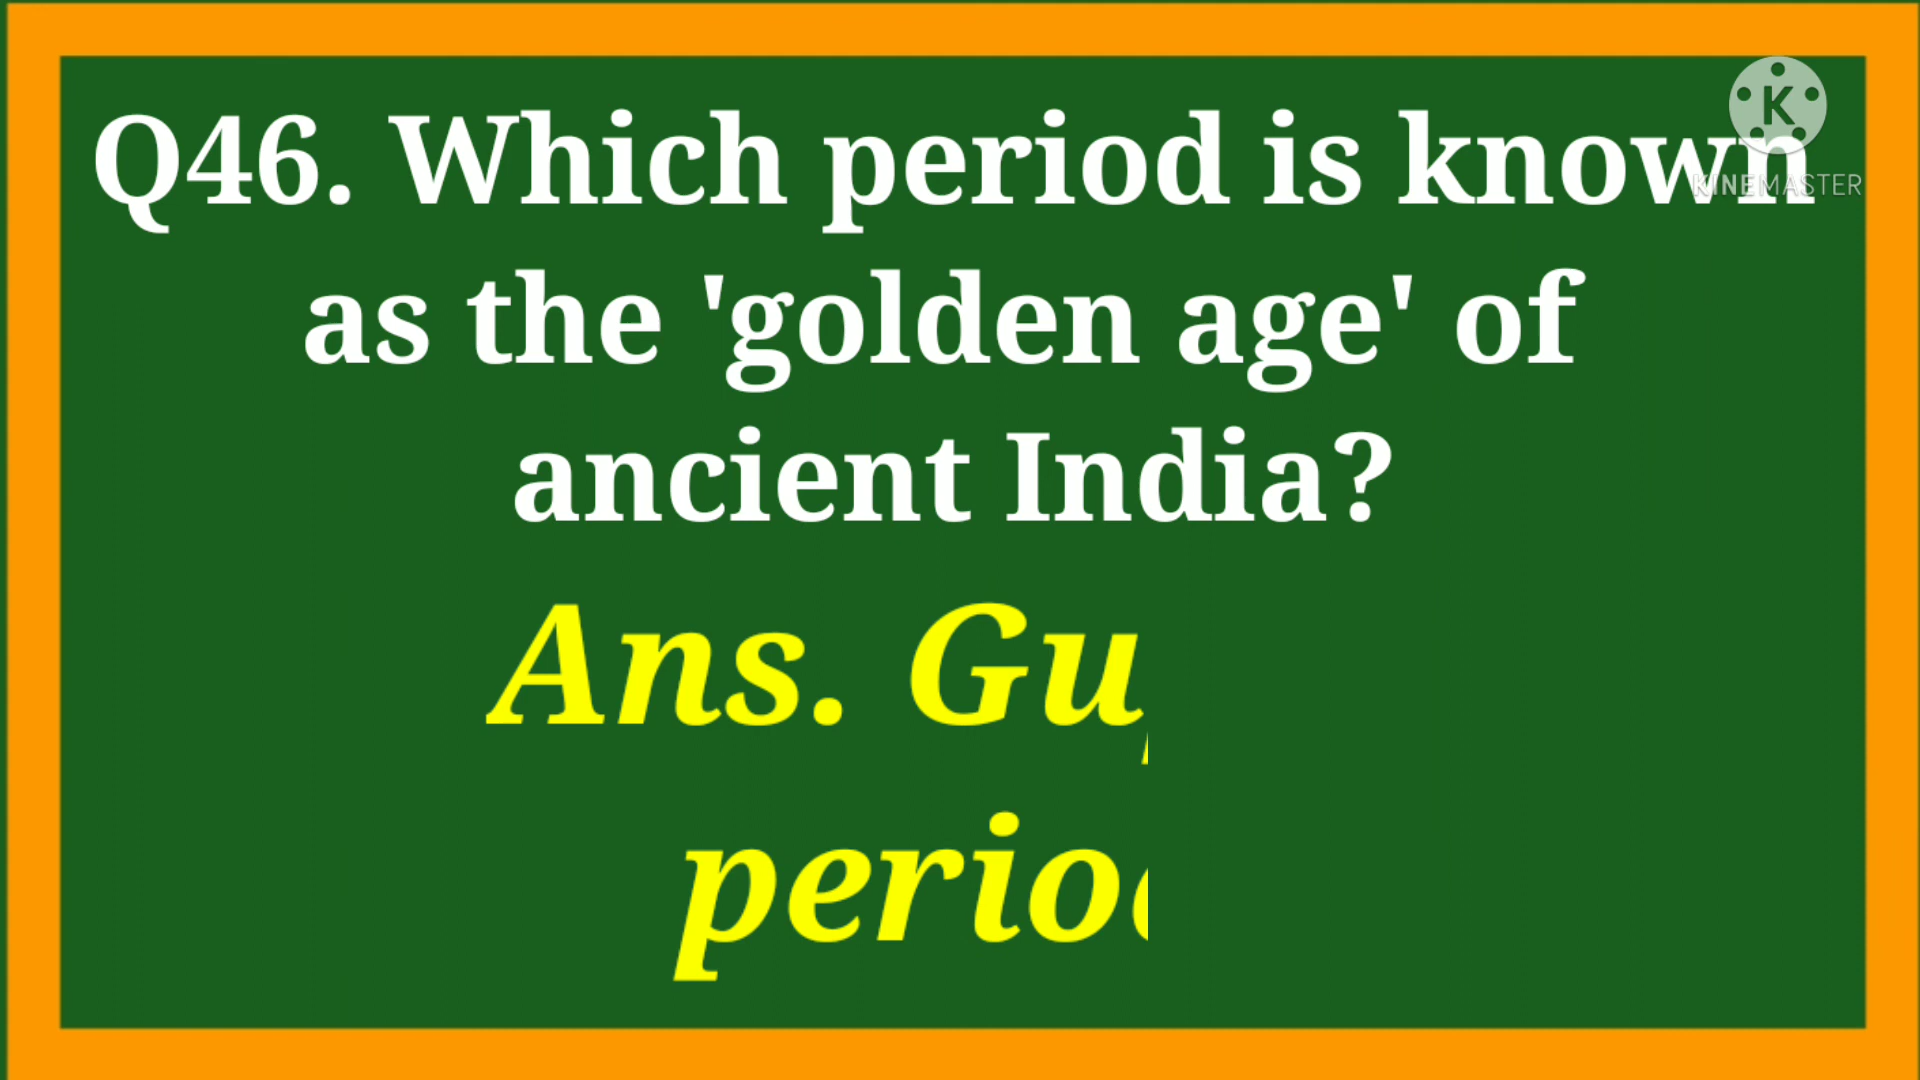 Q46. Which period is known
KINEMASTER
as the 'golden age' of
ancient India?
Ans. Gu
perio